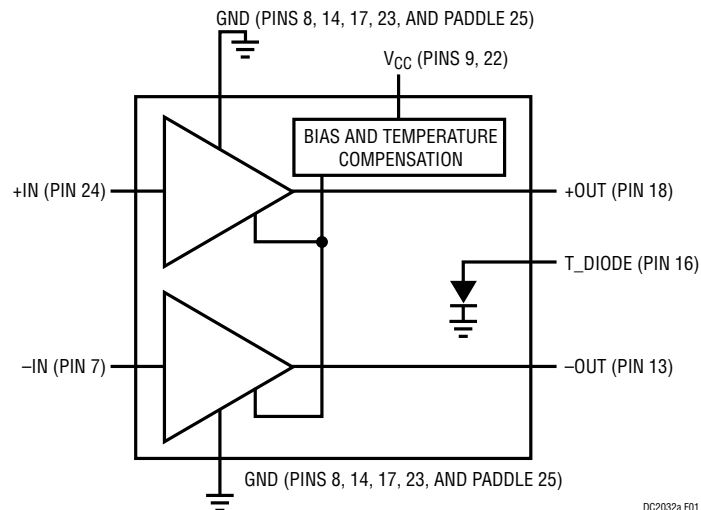 GND (PINS 8, 14, 17, 23, AND PADDLE 25)
VCC (PINS 9, 22)
BIAS AND TEMPERATURE
COMPENSATION
+IN (PIN 24)
+OUT (PIN 18)
T_DIODE (PIN 16)
–IN (PIN 7)
–OUT (PIN 13)
GND (PINS 8, 14, 17, 23, AND PADDLE 25)
DC2032a F01